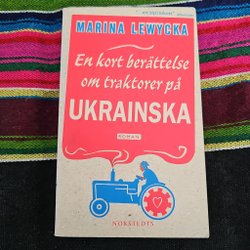 MARINA LEWYCKA
En kort berättelse
om traktorer på
UKRAINSKA
ROMAN
NORSTEDTS